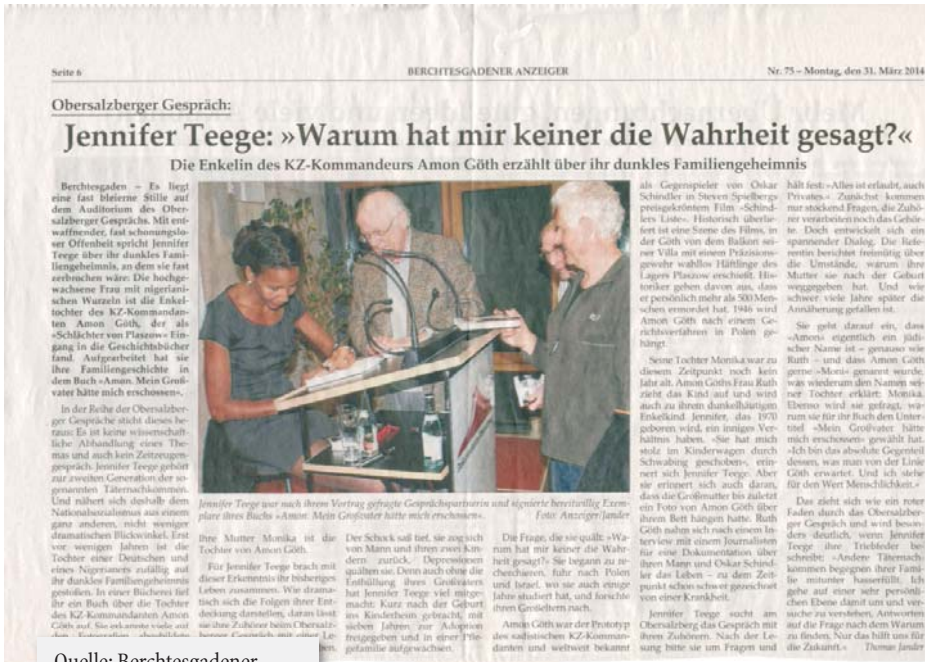 Seite 6
BERCHTESGADENER ANZEIGER
Nr. 75 – Montag, den 31. März 2014
Obersalzberger Gespräch:
Jennifer Teege: »Warum hat mir keiner die Wahrheit gesagt?«
Die Enkelin des KZ-Kommandeurs Amon Göth erzählt über ihr dunkles Familiengeheimnis
Berchtesgaden – Es liegt
eine fast bleierne Stille auf
dem Auditorium des Ober-
salzberger Gesprächs. Mit ent-
waffnender, fast schonungslo-
ser Offenheit spricht Jennifer
Teege über ihr dunkles Fami-
liengeheimnis, an dem sie fast
zerbrochen wäre: Die hochge-
wachsene Frau mit nigeriani-
schen Wurzeln ist die Enkel-
tochter des KZ-Kommandan-
ten Amon Göth, der als
»Schlächter von Plaszow« Ein-
gang in die Geschichtsbücher
fand. Aufgearbeitet hat sie
ihre Familiengeschichte in
dem Buch »Amon. Mein Groß-
vater hätte mich erschossen«.
In der Reihe der Obersalzber-
ger Gespräche sticht dieses he-
raus: Es ist keine wissenschaft-
liche Abhandlung eines The-
mas und auch kein Zeitzeugen-
gespräch. Jennifer Teege gehört
zur zweiten Generation der so-
genannten Täternachkommen.
Und nähert sich deshalb dem
Nationalsozialismus aus einem
ganz anderen, nicht weniger
dramatischen Blickwinkel. Erst
vor wenigen Jahren ist die
Tochter einer Deutschen und
eines Nigerianers zufällig auf
ihr dunkles Familiengeheimnis
gestoßen. In einer Bücherei fiel
ihr ein Buch über die Tochter
des KZ-Kommandanten Amon
Göth auf. Sie erkannte viele auf
den Fotografien abgebildete
Quelle: Berchtesgadener
Jennifer Teege war nach ihrem Vortrag gefragte Gesprächspartnerin und signierte bereitwillig Exem-
plare ihres Buchs »Amon. Mein Großvater hätte mich erschossen«.
Foto: Anzeiger/Jander
Ihre Mutter Monika ist die
Tochter von Amon Göth.
Für Jennifer Teege brach mit
dieser Erkenntnis ihr bisheriges
Leben zusammen. Wie drama-
tisch sich die Folgen ihrer Ent-
deckung darstellen, daran lässt
sie ihre Zuhörer beim Obersalz-
berger Gespräch mit einer Le-
Der Schock saß tief, sie zog sich
von Mann und ihren zwei Kin-
dern zurück, Depressionen
quälten sie. Denn auch ohne die
Enthüllung ihres Großvaters
hat Jennifer Teege viel mitge-
macht: Kurz nach der Geburt
ins Kinderheim gebracht, mit
sieben Jahren zur Adoption
freigegeben und in einer Pfle-
gefamilie aufgewachsen.
Die Frage, die sie quält: »Wa-
rum hat mir keiner die Wahr-
heit gesagt?« Sie begann zu re-
cherchieren, fuhr nach Polen
und Israel, wo sie auch einige
Jahre studiert hat, und forschte
ihren Großeltern nach.
Amon Göth war der Prototyp
des sadistischen KZ-Komman-
danten und weltweit bekannt
als Gegenspieler von Oskar
Schindler in Steven Spielbergs
preisgekröntem Film »Schind-
lers Liste«. Historisch überlie-
fert ist eine Szene des Films, in
der Göth von dem Balkon sei-
ner Villa mit einem Präzisions-
gewehr wahllos Häftlinge des
Lagers Plaszow erschießt. His-
toriker gehen davon aus, dass
er persönlich mehr als 500 Men-
schen ermordet hat. 1946 wird
Amon Göth nach einem Ge-
richtsverfahren in Polen ge-
hängt.
Seine Tochter Monika war zu
diesem Zeitpunkt noch kein
Jahr alt. Amon Göths Frau Ruth
zieht das Kind auf und wird
auch zu ihrem dunkelhäutigen
Enkelkind Jennifer, das 1970
geboren wird, ein inniges Ver-
hältnis haben. »Sie hat mich
stolz im Kinderwagen durch
Schwabing geschoben«, erin-
nert sich Jennifer Teege. Aber
sie erinnert sich auch daran,
dass die Großmutter bis zuletzt
ein Foto von Amon Göth über
ihrem Bett hängen hatte. Ruth
Göth nahm sich nach einem In-
terview mit einem Journalisten
für eine Dokumentation über
ihren Mann und Oskar Schind-
ler das Leben – zu dem Zeit-
punkt schon schwer gezeichnet
von einer Krankheit.
Jennifer Teege sucht am
Obersalzberg das Gespräch mit
ihren Zuhörern. Nach der Le-
sung bitte sie um Fragen und
hält fest: »Alles ist erlaubt, auch
Privates.« Zunächst kommen
nur stockend Fragen, die Zuhö-
rer verarbeiten noch das Gehör-
te. Doch entwickelt sich ein
spannender Dialog. Die Refe-
rentin berichtet freimütig über
die Umstände, warum ihre
Mutter sie nach der Geburt
weggegeben hat. Und wie
schwer viele Jahre später die
Annäherung gefallen ist.
Sie geht darauf ein, dass
»Amon« eigentlich ein jüdi-
scher Name ist – genauso wie
Ruth – und dass Amon Göth
gerne »Moni« genannt wurde,
was wiederum den Namen sei-
ner Tochter erklärt: Monika.
Ebenso wird sie gefragt, wa-
rum sie für ihr Buch den Unter-
titel »Mein Großvater hätte
mich erschossen« gewählt hat.
»Ich bin das absolute Gegenteil
dessen, was man von der Linie
Göth erwartet. Und ich stehe
für den Wert Menschlichkeit.«
Das zieht sich wie ein roter
Faden durch das Obersalzber-
ger Gespräch und wird beson-
ders deutlich, wenn Jennifer
Teege ihre Triebfeder be-
schreibt: »Andere Täternach-
kommen begegnen ihrer Fami-
lie mitunter hasserfüllt. Ich
gehe auf einer sehr persönli-
chen Ebene damit um und ver-
suche zu verstehen, Antworten
auf die Frage nach dem Warum
zu finden. Nur das hilft uns für
die Zukunft.« Thomas Jander